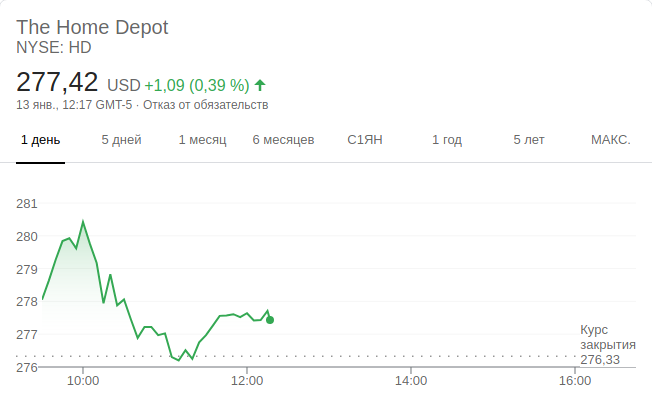 The Home Depot
NYSE: HD
277,42 USD +1,09 (0,39 %)
13 янв., 12:17 GMT-5 · Отказ от обязательств
1 день 5 дней 1 месяц 6 месяцев С1ЯН 1 год 5 лет МАКС.
281
280
279
278
277
276
Курс
закрытия
276,33
10:00 12:00 14:00 16:00